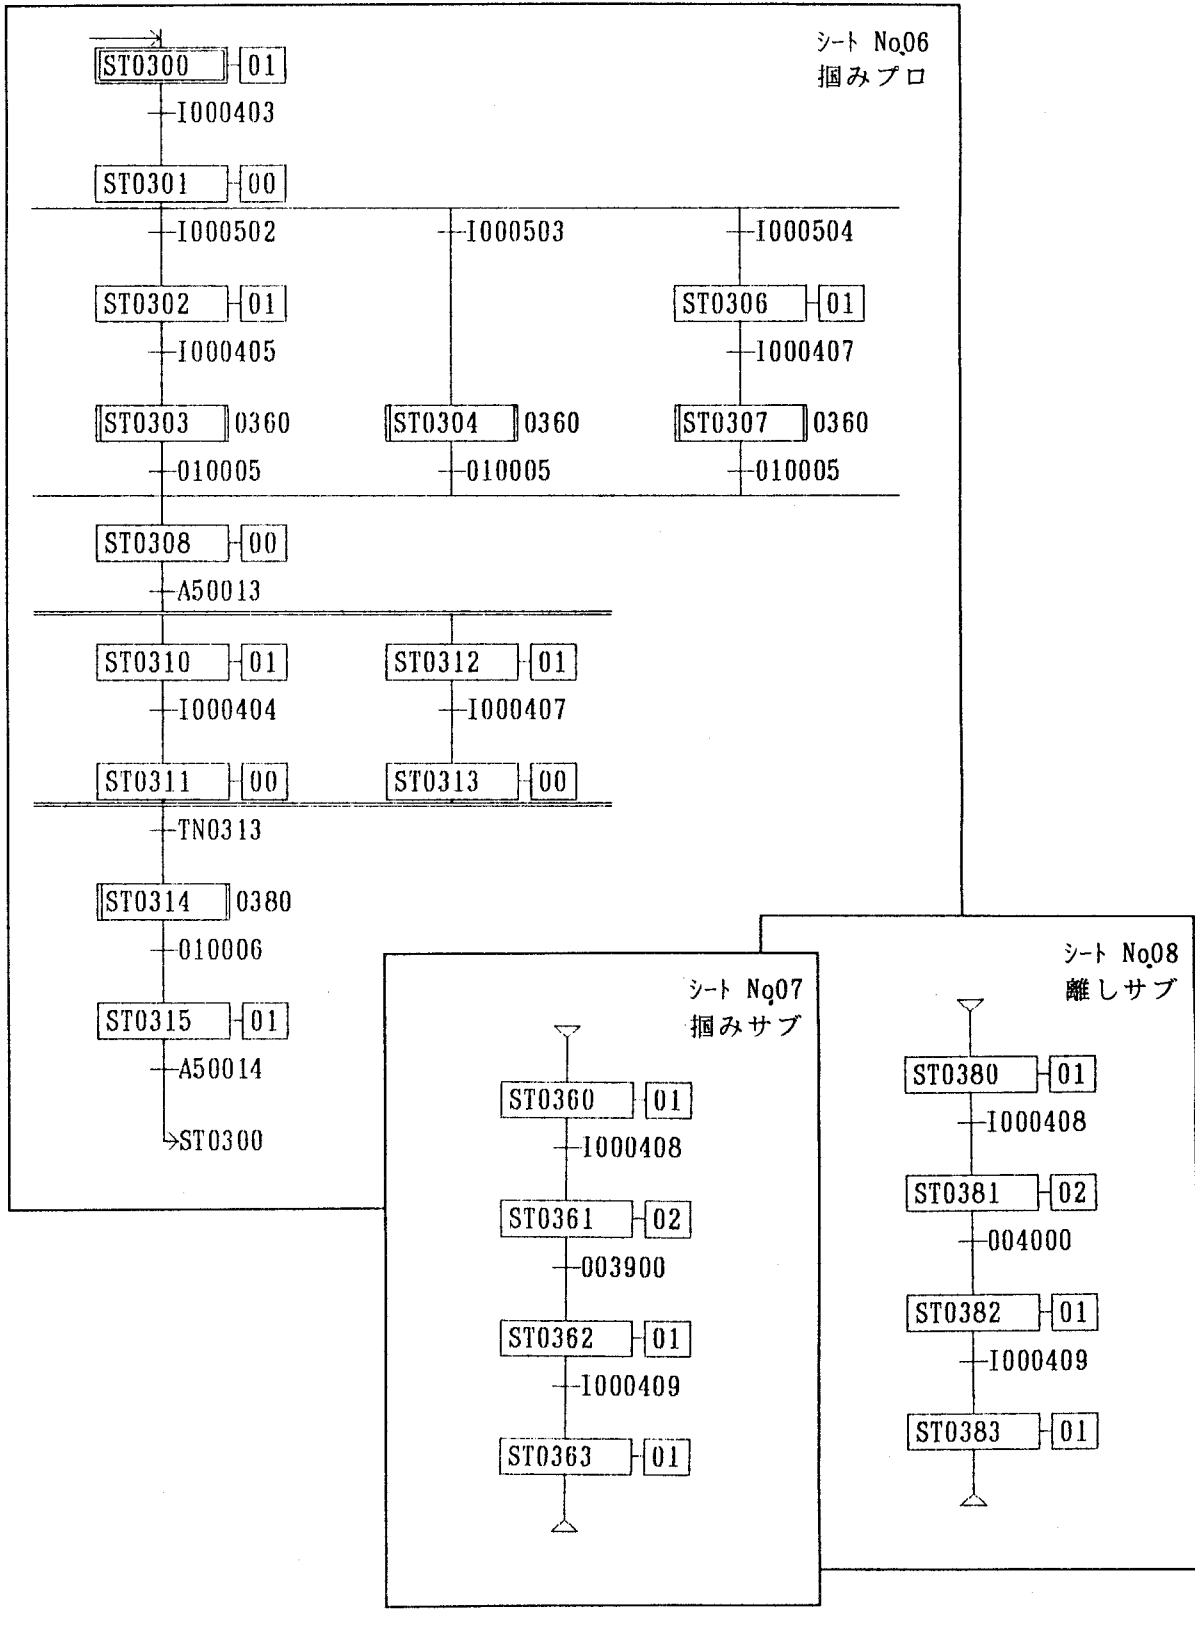 シート No.06
掴みプロ
ST0300 01
I000403
ST0301 00
I000502 I000503 I000504
ST0302 01 ST0306 01
I000405 I000407
ST0303 0360 ST0304 0360 ST0307 0360
010005 010005 010005
ST0308 00
A50013
ST0310 01 ST0312 01
I000404 I000407
ST0311 00 ST0313 00
TN0313
ST0314 0380
010006
ST0315 01
A50014
ST0300
シート No.07
掴みサブ
ST0360 01
I000408
ST0361 02
003900
ST0362 01
I000409
ST0363 01
シート No.08
離しサブ
ST0380 01
I000408
ST0381 02
004000
ST0382 01
I000409
ST0383 01